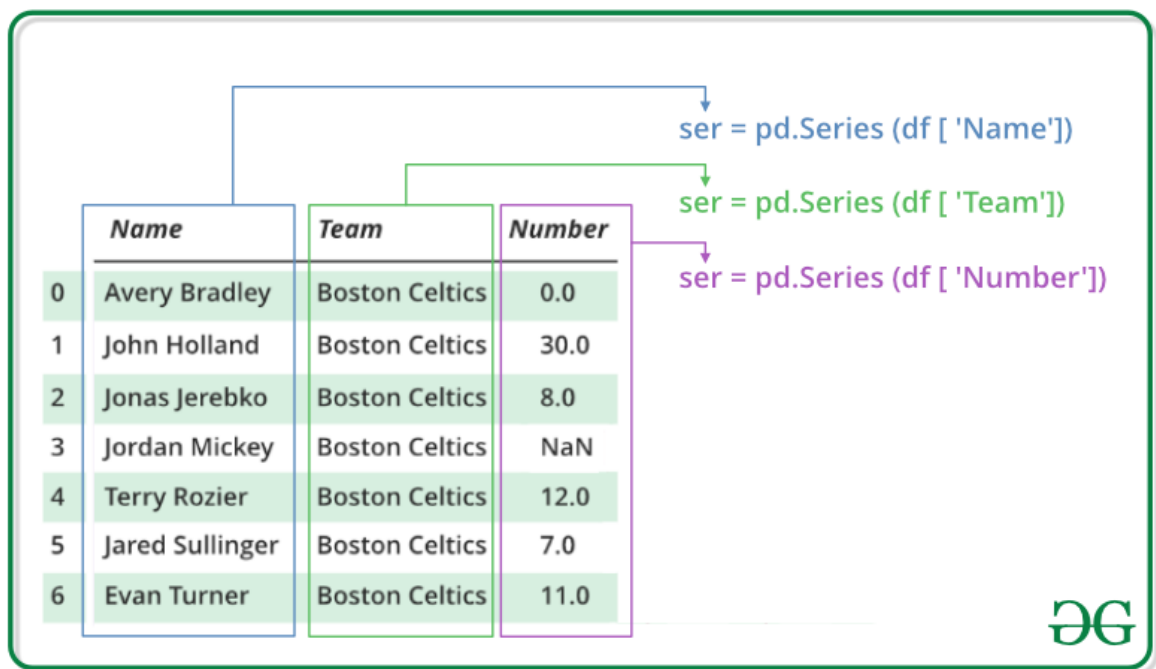 ser = pd.Series (df [ 'Name'])
ser = pd.Series (df [ 'Team'])
ser = pd.Series (df [ 'Number'])
Name Team Number
0 Avery Bradley Boston Celtics 0.0
1 John Holland Boston Celtics 30.0
2 Jonas Jerebko Boston Celtics 8.0
3 Jordan Mickey Boston Celtics NaN
4 Terry Rozier Boston Celtics 12.0
5 Jared Sullinger Boston Celtics 7.0
6 Evan Turner Boston Celtics 11.0